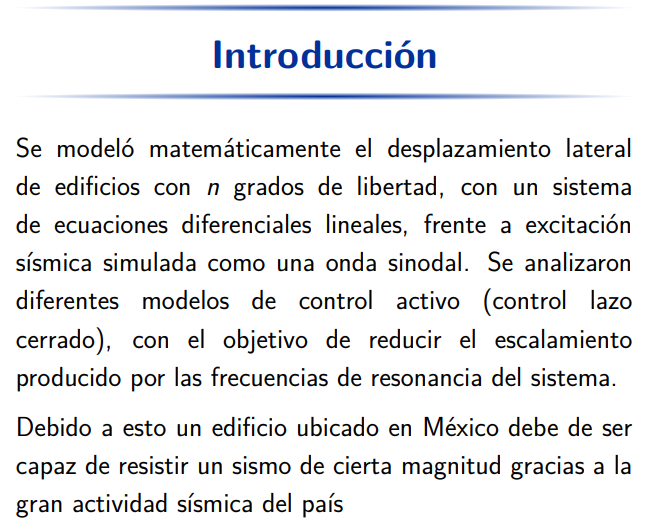 Introducción
Se modeló matemáticamente el desplazamiento lateral
de edificios con n grados de libertad, con un sistema
de ecuaciones diferenciales lineales, frente a excitación
sísmica simulada como una onda sinodal. Se analizaron
diferentes modelos de control activo (control lazo
cerrado), con el objetivo de reducir el escalamiento
producido por las frecuencias de resonancia del sistema.
Debido a esto un edificio ubicado en México debe de ser
capaz de resistir un sismo de cierta magnitud gracias a la
gran actividad sísmica del país